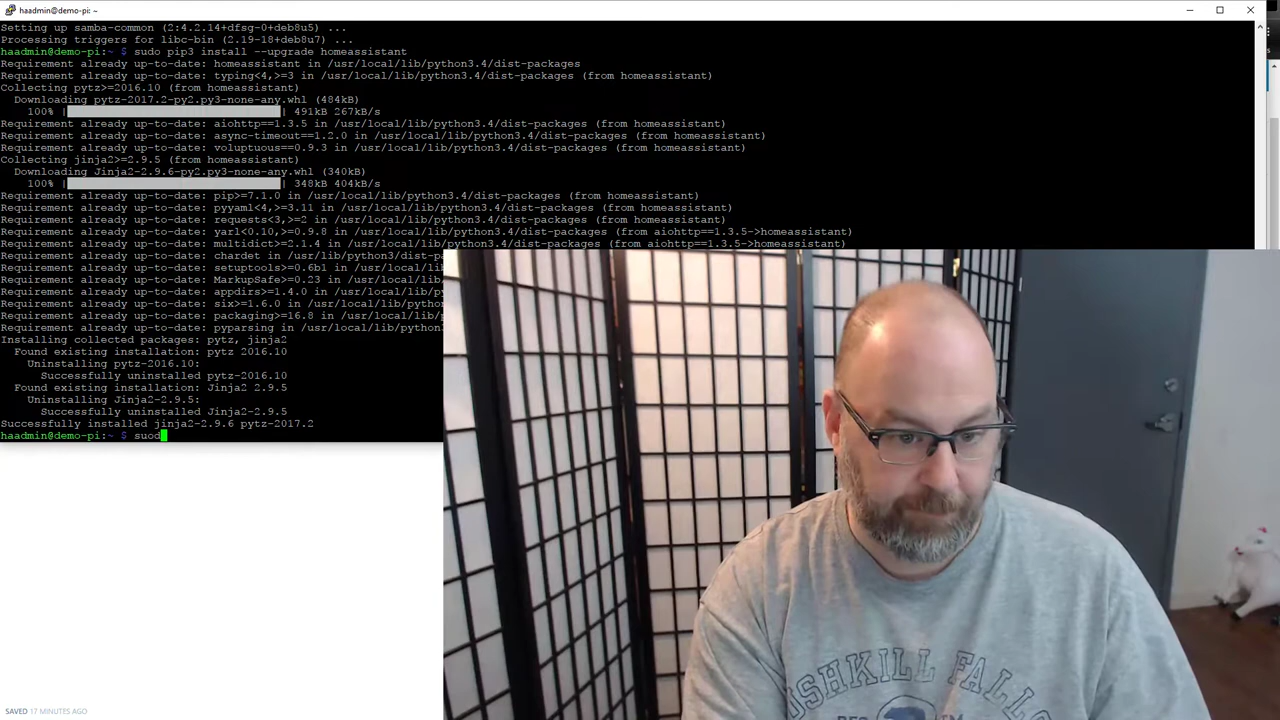 haadmin@demo-pi: ~
Setting up samba-common (2:4.2.14+dfsg-0+deb8u5) ...
Processing triggers for libc-bin (2.19-18+deb8u7) ...
haadmin@demo-pi:~ $ sudo pip3 install --upgrade homeassistant
Requirement already up-to-date: homeassistant in /usr/local/lib/python3.4/dist-packages
Requirement already up-to-date: typing<4,>=3 in /usr/local/lib/python3.4/dist-packages (from homeassistant)
Collecting pytz>=2016.10 (from homeassistant)
Downloading pytz-2017.2-py2.py3-none-any.whl (484kB)
100% || 491kB 267kB/s
Requirement already up-to-date: aiohttp==1.3.5 in /usr/local/lib/python3.4/dist-packages (from homeassistant)
Requirement already up-to-date: async-timeout==1.2.0 in /usr/local/lib/python3.4/dist-packages (from homeassistant)
Requirement already up-to-date: voluptuous==0.9.3 in /usr/local/lib/python3.4/dist-packages (from homeassistant)
Collecting jinja2>=2.9.5 (from homeassistant)
Downloading Jinja2-2.9.6-py2.py3-none-any.whl (340kB)
100% || 348kB 404kB/s
Requirement already up-to-date: pip>=7.1.0 in /usr/local/lib/python3.4/dist-packages (from homeassistant)
Requirement already up-to-date: pyyaml<4,>=3.11 in /usr/local/lib/python3.4/dist-packages (from homeassistant)
Requirement already up-to-date: requests<3,>=2 in /usr/local/lib/python3.4/dist-packages (from homeassistant)
Requirement already up-to-date: yarl<0.10,>=0.9.8 in /usr/local/lib/python3.4/dist-packages (from aiohttp==1.3.5->homeassistant)
Requirement already up-to-date: multidict>=2.1.4 in /usr/local/lib/python3.4/dist-packages (from aiohttp==1.3.5->homeassistant)
Requirement already up-to-date: chardet in /usr/lib/python3/dist-packages (f
Requirement already up-to-date: setuptools>=0.6b1 in /usr/local/lib/p
Requirement already up-to-date: MarkupSafe>=0.23 in /usr/local/lib/py
Requirement already up-to-date: appdirs>=1.4.0 in /usr/local/lib/pyth
Requirement already up-to-date: six>=1.6.0 in /usr/local/lib/python3.
Requirement already up-to-date: packaging>=16.8 in /usr/local/lib/pyt
Requirement already up-to-date: pyparsing in /usr/local/lib/python
Installing collected packages: pytz, jinja2
Found existing installation: pytz 2016.10
Uninstalling pytz-2016.10:
Successfully uninstalled pytz-2016.10
Found existing installation: Jinja2 2.9.5
Uninstalling Jinja2-2.9.5:
Successfully uninstalled Jinja2-2.9.5
Successfully installed jinja2-2.9.6 pytz-2017.2
haadmin@demo-pi:~ $ suod
USHKILL FALL
SAVED 17 MINUTES AGO